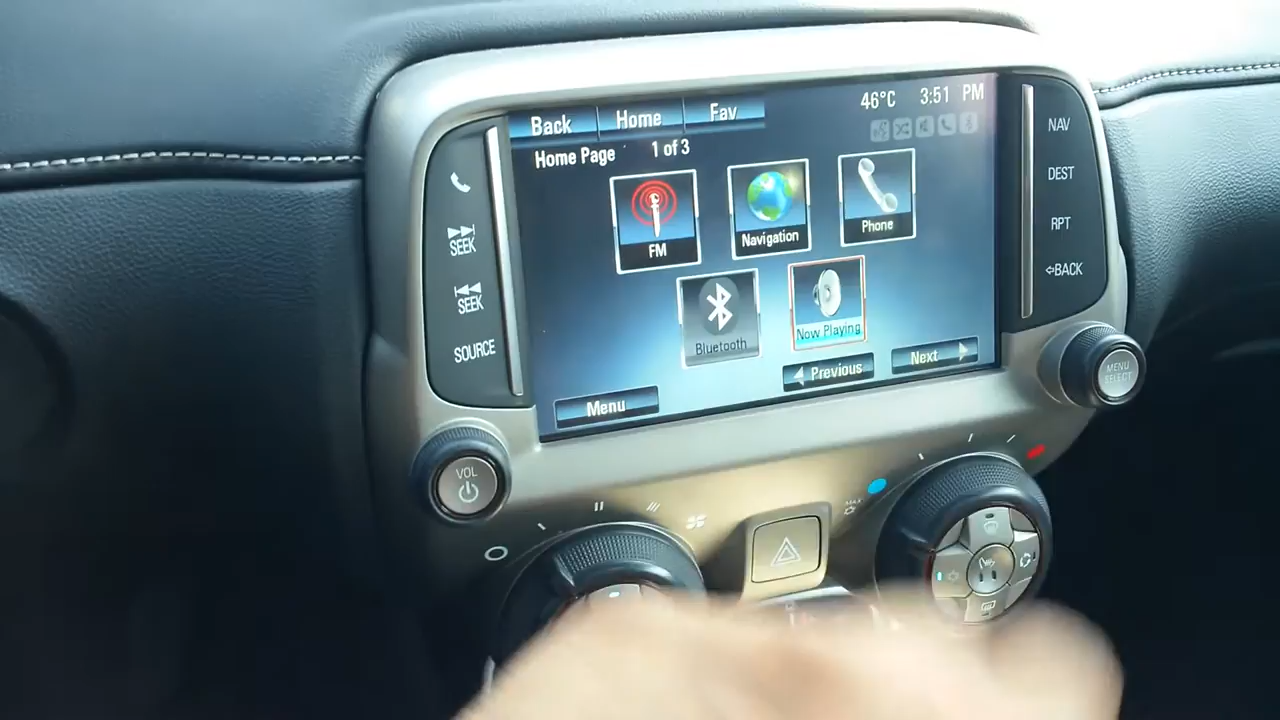 Back Home Fav
46°C 3:51 PM
Home Page 1 of 3
FM
Navigation
Phone
Bluetooth
Now Playing
Previous
Next
Menu
SEEK
SEEK
SOURCE
NAV
DEST
RPT
BACK
MENU
SELECT
VOL
MAX